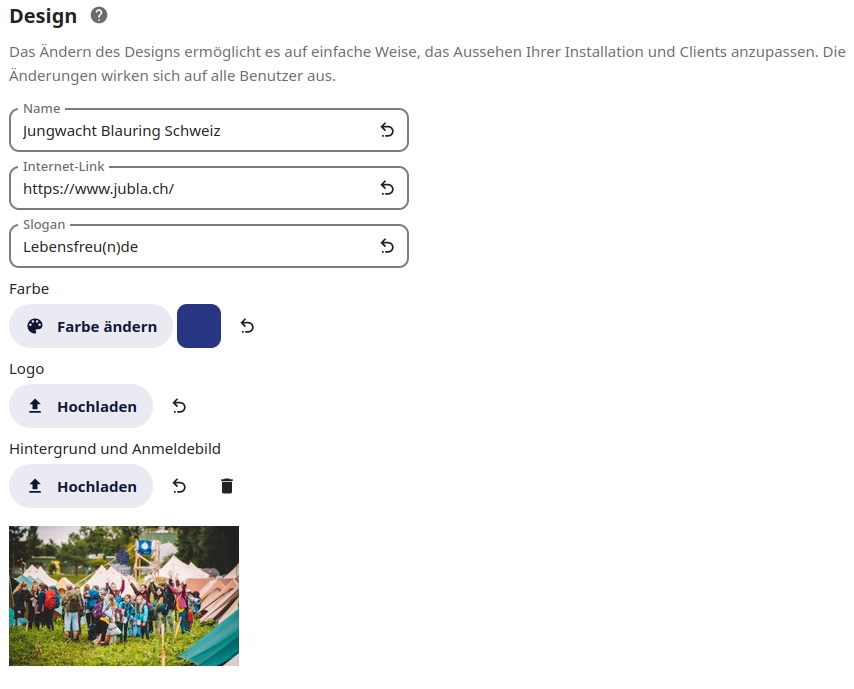 Design
Das Ändern des Designs ermöglicht es auf einfache Weise, das Aussehen Ihrer Installation und Clients anzupassen. Die
Änderungen wirken sich auf alle Benutzer aus.
Name
Jungwacht Blauring Schweiz
Internet-Link
https://www.jubla.ch/
Slogan
Lebensfreu(n)de
Farbe
Farbe ändern
Logo
Hochladen
Hintergrund und Anmeldebild
Hochladen